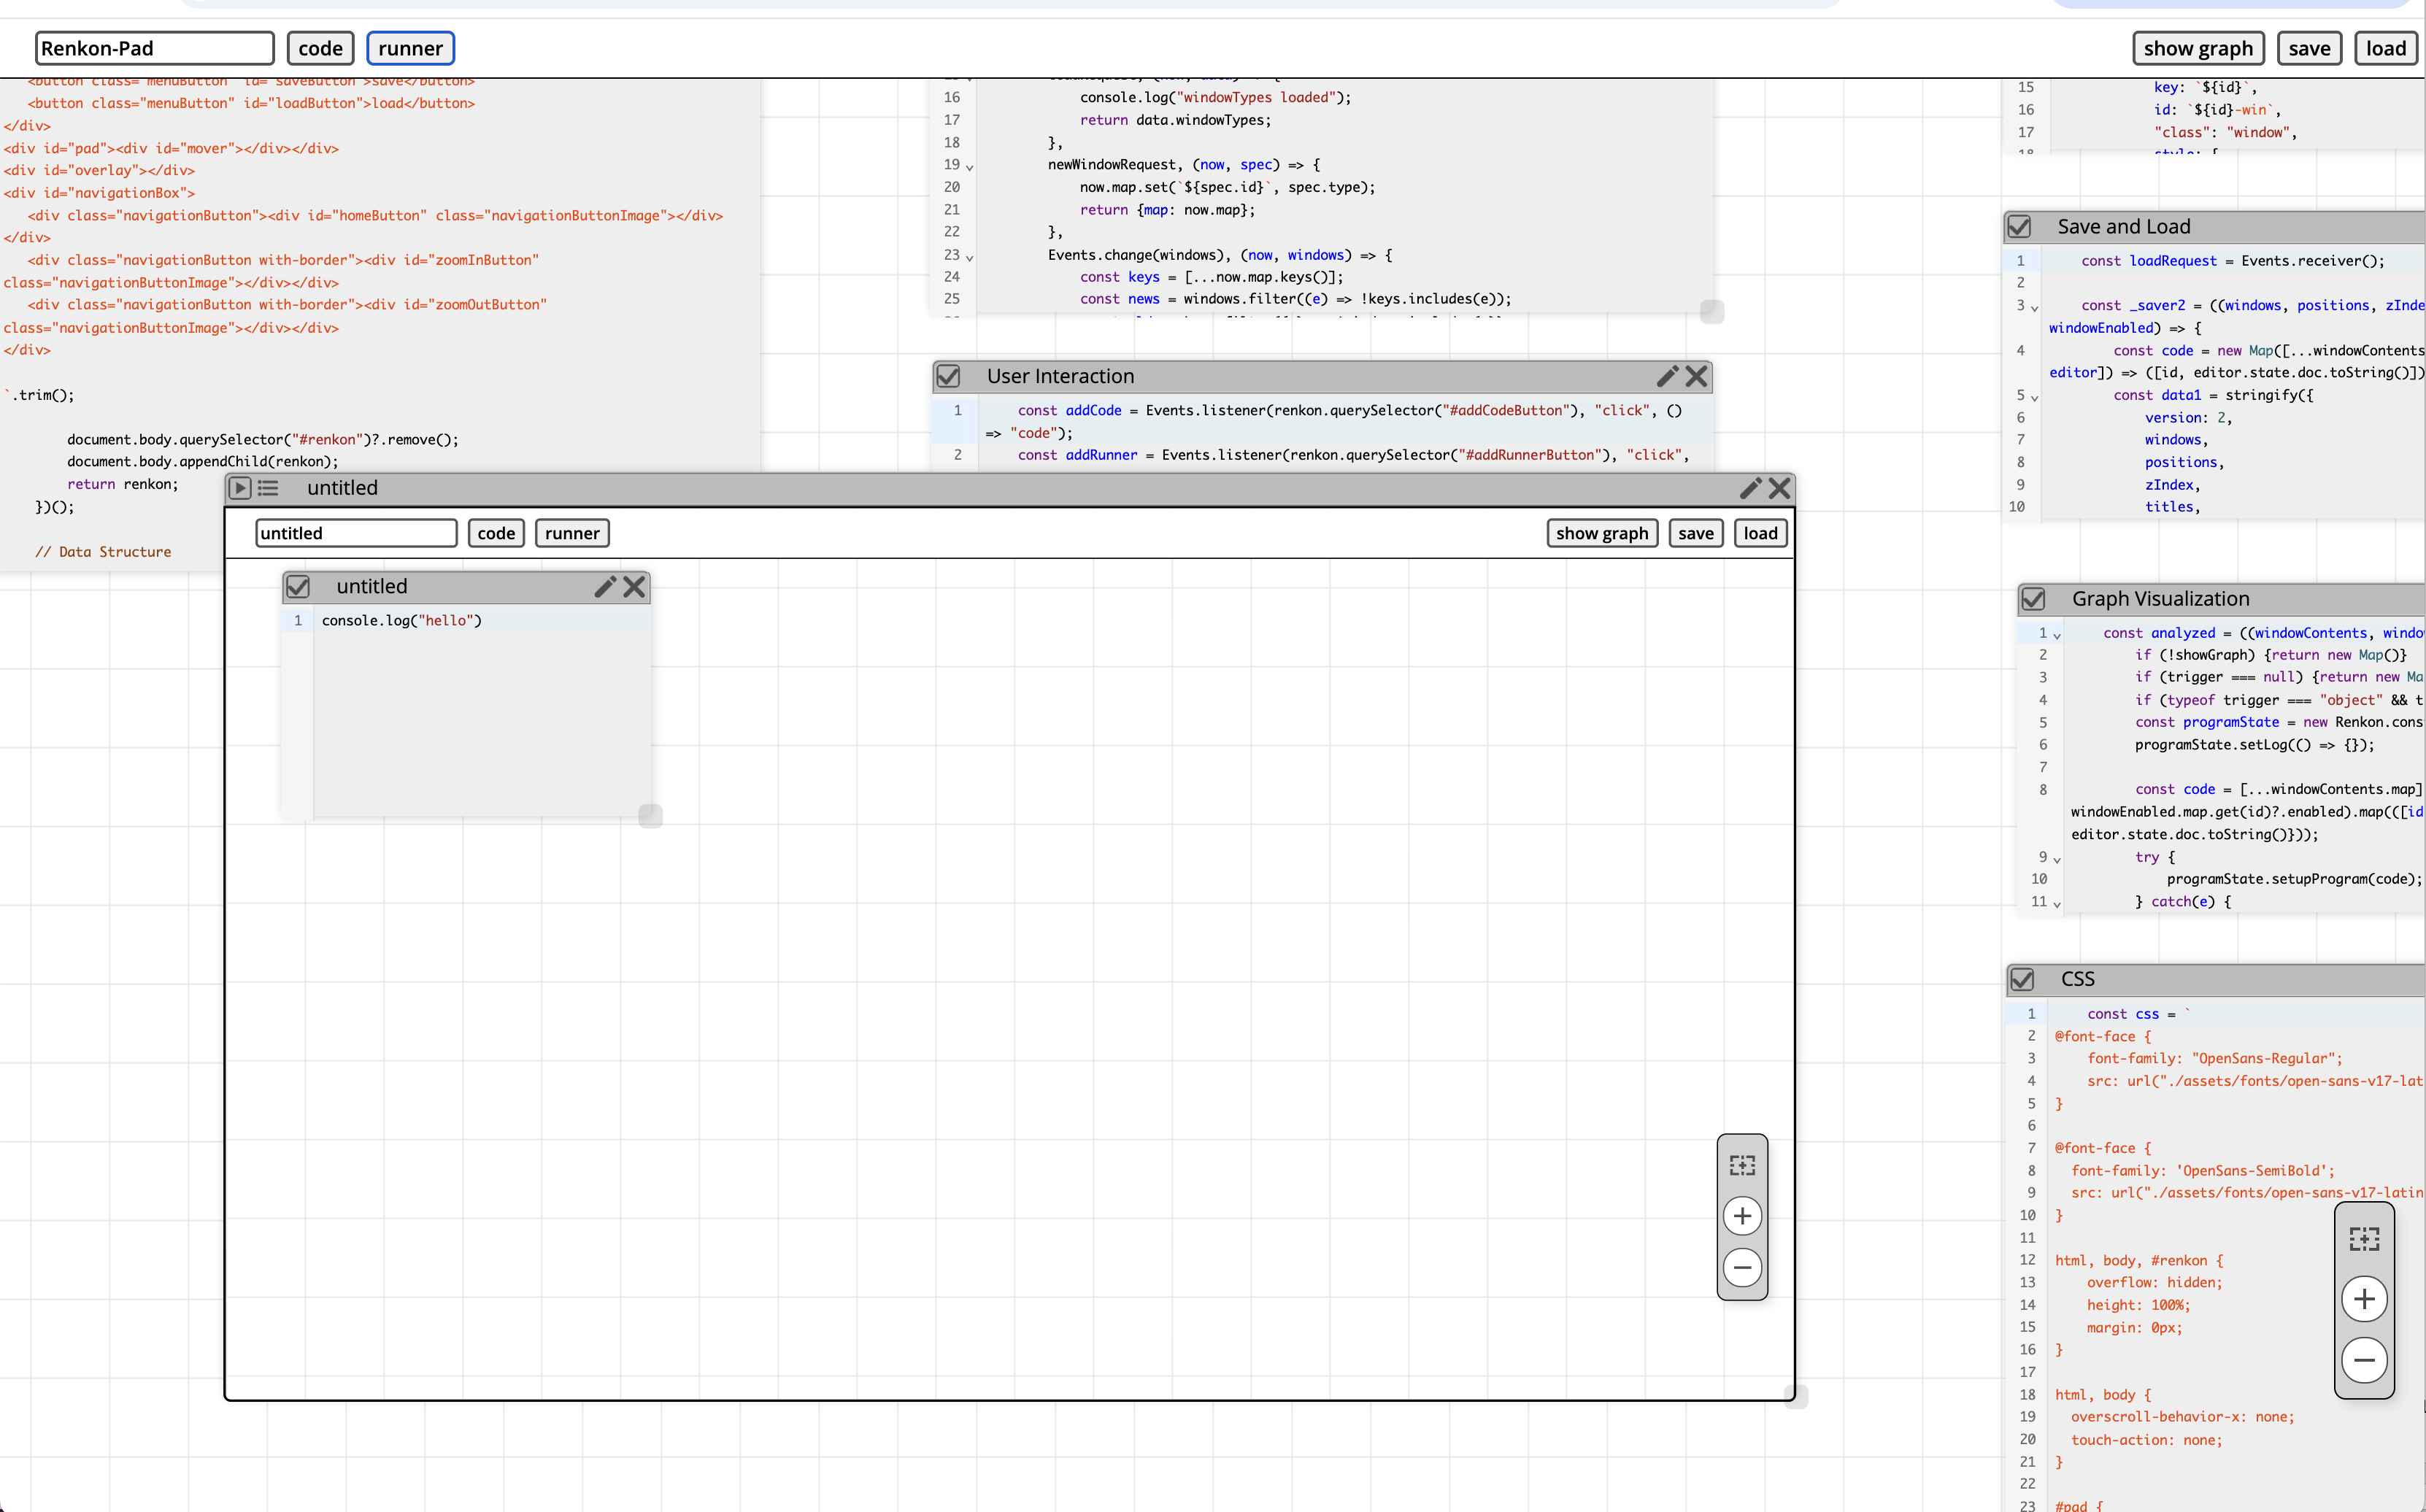 Renkon-Pad
code
runner
show graph
save
load
<button class="menuButton" id="saveButton">save</button>
<button class="menuButton" id="loadButton">load</button>
</div>
<div id="pad"><div id="mover"></div></div>
<div id="overlay"></div>
<div id="navigationBox">
<div class="navigationButton"><div id="homeButton" class="navigationButtonImage"></div>
</div>
<div class="navigationButton with-border"><div id="zoomInButton"
class="navigationButtonImage"></div></div>
<div class="navigationButton with-border"><div id="zoomOutButton"
class="navigationButtonImage"></div></div>
</div>
`.trim();
document.body.querySelector("#renkon")?.remove();
document.body.appendChild(renkon);
return renkon;
})();
// Data Structure
16 console.log("windowTypes loaded");
17 return data.windowTypes;
18 },
19 newWindowRequest, (now, spec) => {
20 now.map.set(`${spec.id}`, spec.type);
21 return {map: now.map};
22 },
23 Events.change(windows), (now, windows) => {
24 const keys = [...now.map.keys()];
25 const news = windows.filter((e) => !keys.includes(e));
User Interaction
1 const addCode = Events.listener(renkon.querySelector("#addCodeButton"), "click", ()
=> "code");
2 const addRunner = Events.listener(renkon.querySelector("#addRunnerButton"), "click",
untitled
untitled
code
runner
show graph
save
load
untitled
1 console.log("hello")
15 key: `${id}`,
16 id: `${id}-win`,
17 "class": "window",
18 style: {
Save and Load
1 const loadRequest = Events.receiver();
2
3 const _saver2 = ((windows, positions, zInde
windowEnabled) => {
4 const code = new Map([...windowContents
editor]) => ([id, editor.state.doc.toString()])
5 const data1 = stringify({
6 version: 2,
7 windows,
8 positions,
9 zIndex,
10 titles,
Graph Visualization
1 const analyzed = ((windowContents, windo
2 if (!showGraph) {return new Map()}
3 if (trigger === null) {return new Ma
4 if (typeof trigger === "object" && t
5 const programState = new Renkon.cons
6 programState.setLog(() => {});
7
8 const code = [...windowContents.map]
windowEnabled.map.get(id)?.enabled).map(([id
editor.state.doc.toString()}));
9 try {
10 programState.setupProgram(code);
11 } catch(e) {
CSS
1 const css = `
2 @font-face {
3 font-family: "OpenSans-Regular";
4 src: url("./assets/fonts/open-sans-v17-lat
5 }
6
7 @font-face {
8 font-family: 'OpenSans-SemiBold';
9 src: url("./assets/fonts/open-sans-v17-latin
10 }
11
12 html, body, #renkon {
13 overflow: hidden;
14 height: 100%;
15 margin: 0px;
16 }
17
18 html, body {
19 overscroll-behavior-x: none;
20 touch-action: none;
21 }
22
23 #pad {